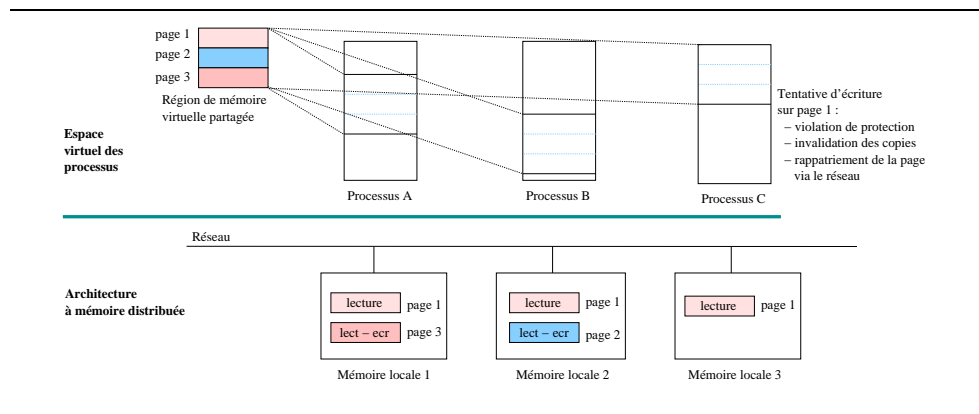 page 1
page 2
page 3
Région de mémoire
virtuelle partagée
Espace
virtuel des
processus
Processus A
Processus B
Processus C
Tentative d'écriture
sur page 1 :
– violation de protection
– invalidation des copies
– rappatriement de la page
via le réseau
Réseau
Architecture
à mémoire distribuée
lecture page 1
lect – ecr page 3
Mémoire locale 1
lecture page 1
lect – ecr page 2
Mémoire locale 2
lecture page 1
Mémoire locale 3